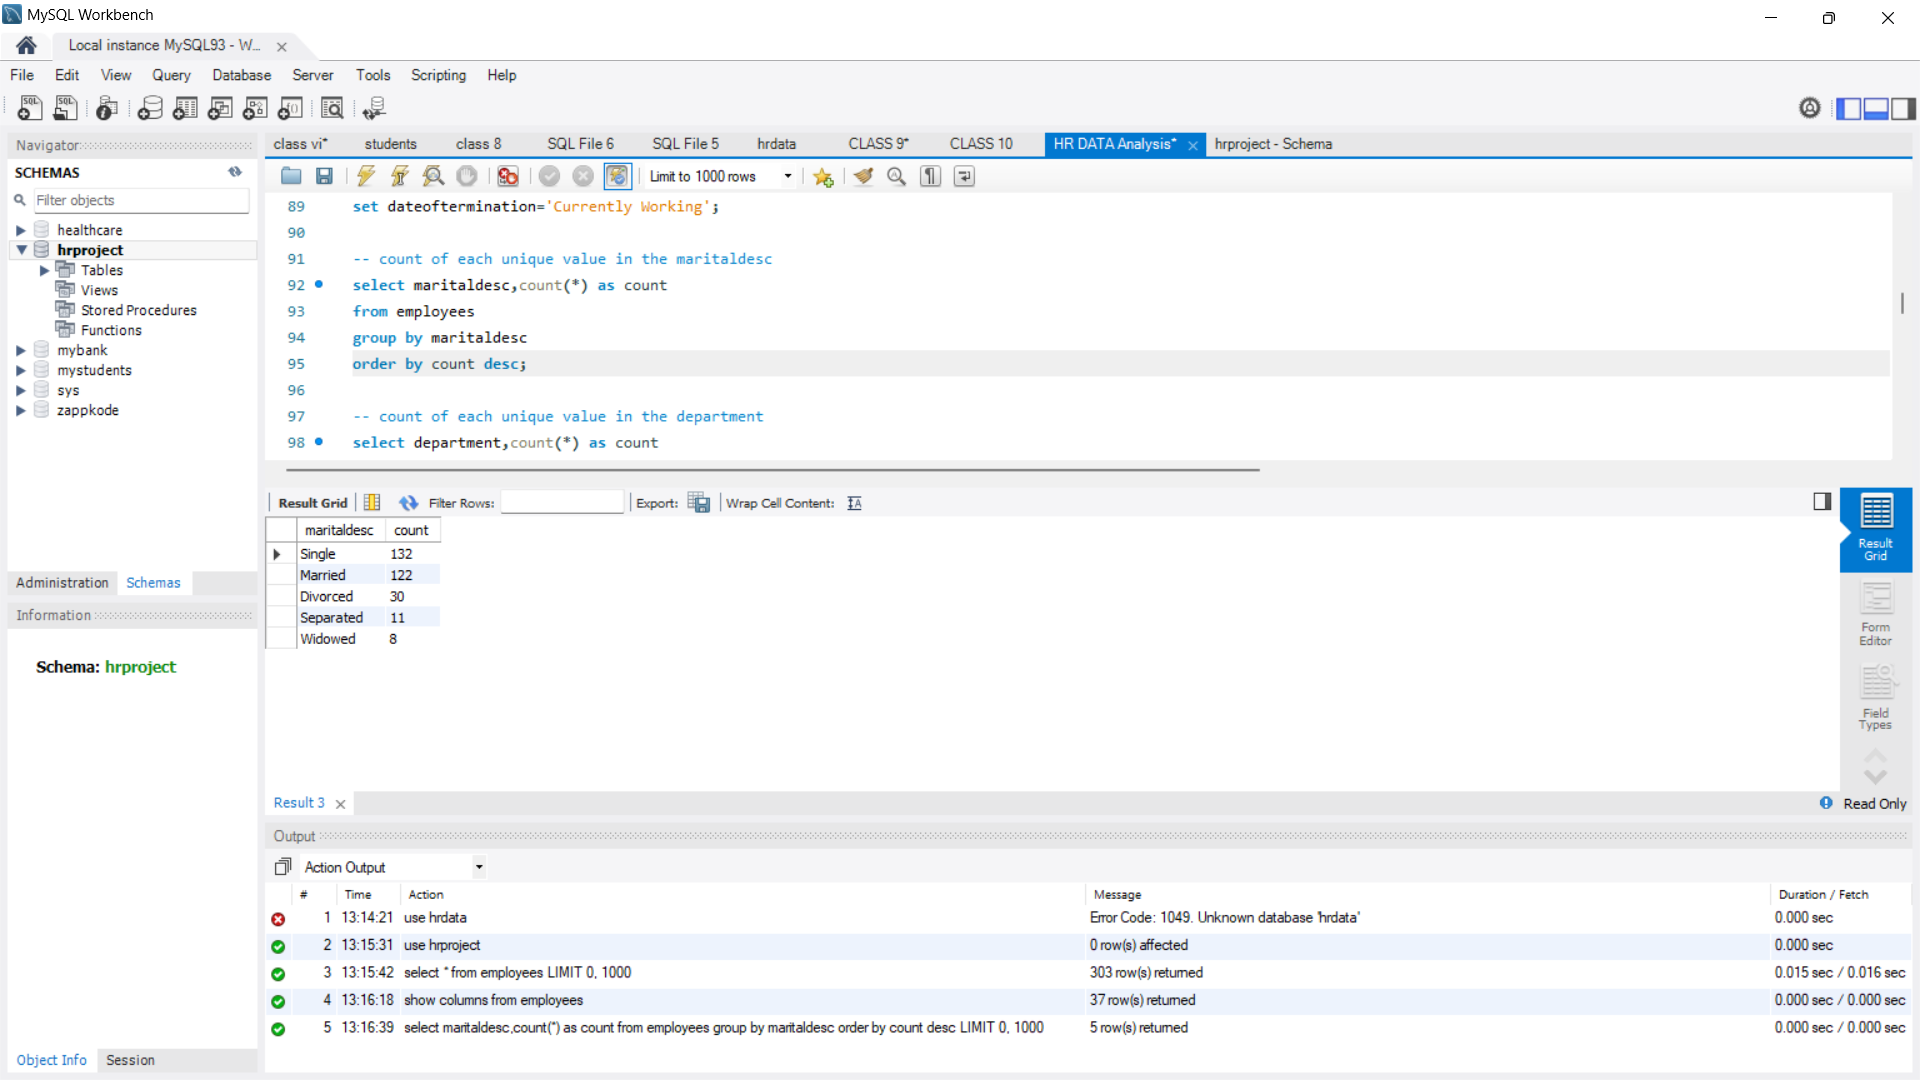 MySQL Workbench
Local instance MySQL93 - W...
File Edit View Query Database Server Tools Scripting Help
Navigator
SCHEMAS
Filter objects
healthcare
hrproject
Tables
Views
Stored Procedures
Functions
mybank
mystudents
sys
zappkode
Administration Schemas
Information
Schema: hrproject
Object Info Session
class vi* students class 8 SQL File 6 SQL File 5 hrdata CLASS 9* CLASS 10 HR DATA Analysis* hrproject - Schema
Limit to 1000 rows
89 set dateoftermination='Currently Working';
90
91 -- count of each unique value in the maritaldesc
92 select maritaldesc,count(*) as count
93 from employees
94 group by maritaldesc
95 order by count desc;
96
97 -- count of each unique value in the department
98 select department,count(*) as count
Result Grid Filter Rows: Export: Wrap Cell Content:
maritaldesc count
Single 132
Married 122
Divorced 30
Separated 11
Widowed 8
Result Grid
Form Editor
Field Types
Result 3
Read Only
Output
Action Output
# Time Action Message Duration / Fetch
1 13:14:21 use hrdata Error Code: 1049. Unknown database 'hrdata' 0.000 sec
2 13:15:31 use hrproject 0 row(s) affected 0.000 sec
3 13:15:42 select * from employees LIMIT 0, 1000 303 row(s) returned 0.015 sec / 0.016 sec
4 13:16:18 show columns from employees 37 row(s) returned 0.000 sec / 0.000 sec
5 13:16:39 select maritaldesc,count(*) as count from employees group by maritaldesc order by count desc LIMIT 0, 1000 5 row(s) returned 0.000 sec / 0.000 sec